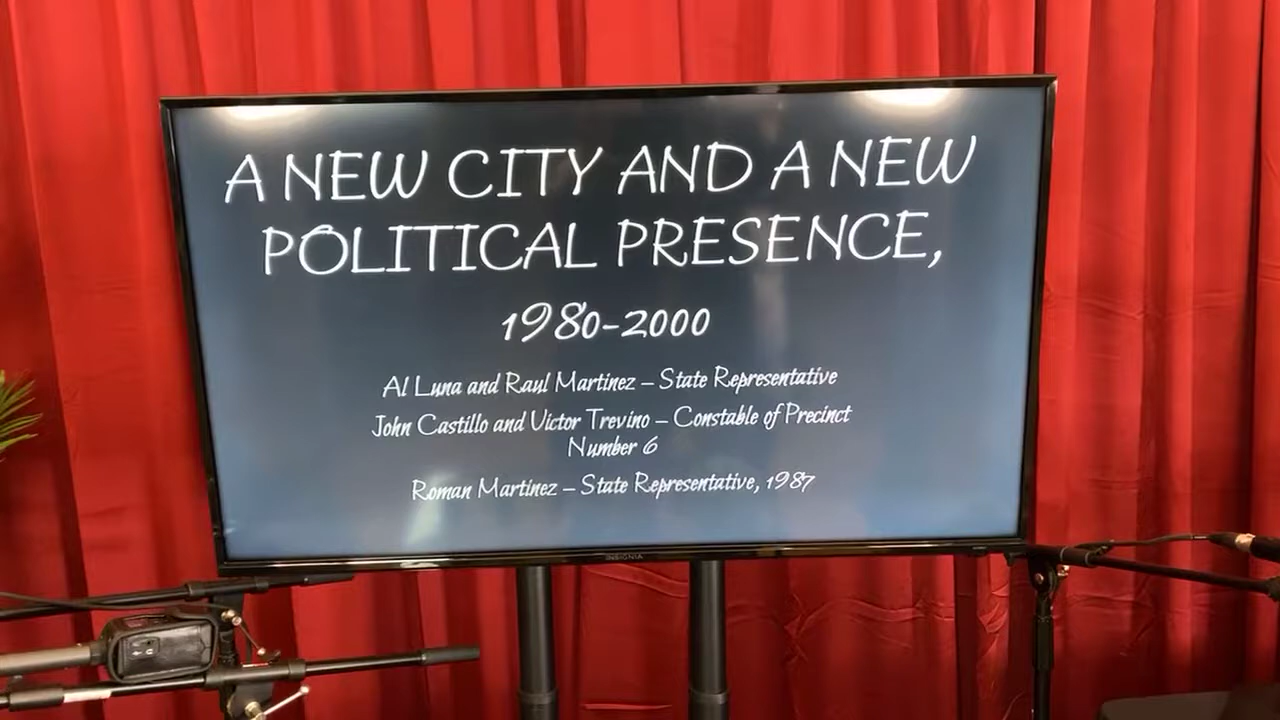 A NEW CITY AND A NEW
POLITICAL PRESENCE,
1980-2000
Al Luna and Raul Martinez – State Representative
John Castillo and Victor Trevino – Constable of Precinct
Number 6
Roman Martinez – State Representative, 1987
INSIGNIA